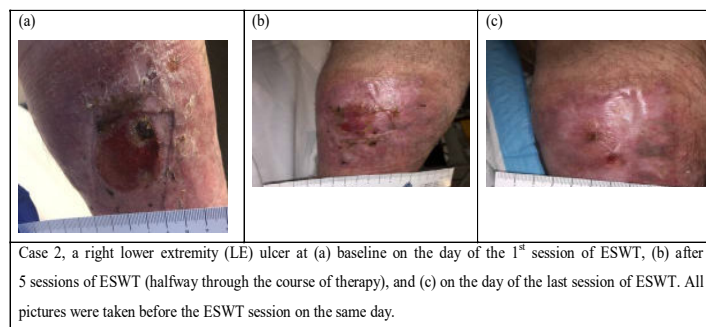 (a)
(b)
(c)
Case 2, a right lower extremity (LE) ulcer at (a) baseline on the day of the 1st session of ESWT, (b) after
5 sessions of ESWT (halfway through the course of therapy), and (c) on the day of the last session of ESWT. All
pictures were taken before the ESWT session on the same day.